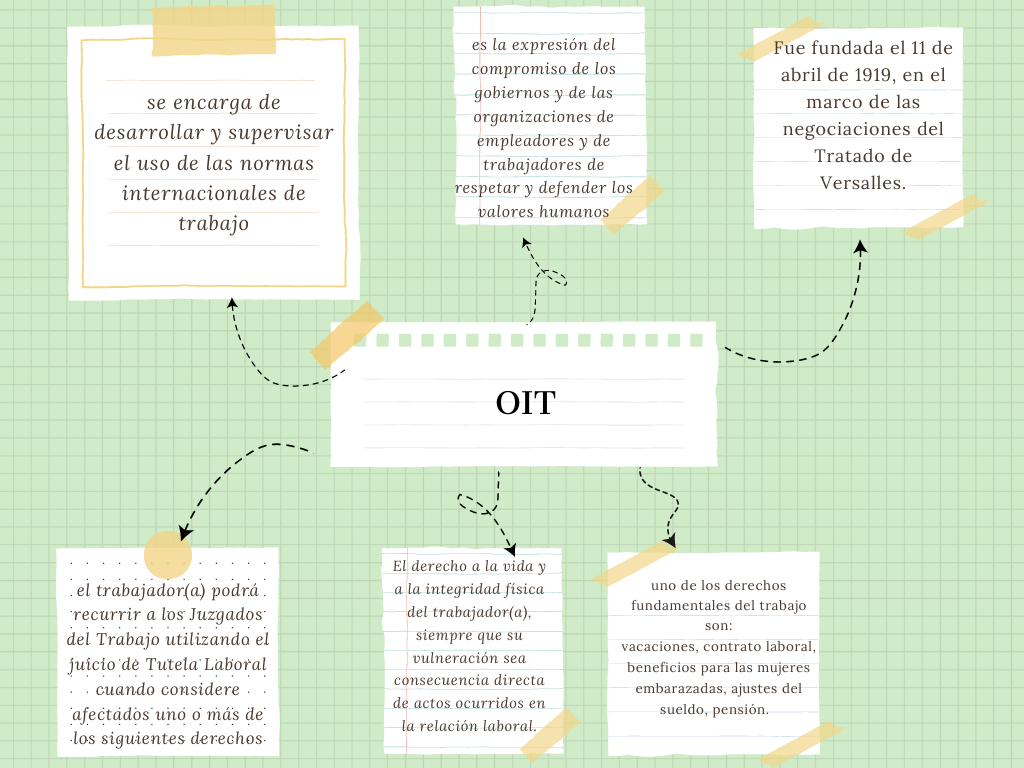 se encarga de
desarrollar y supervisar
el uso de las normas
internacionales de
trabajo
es la expresión del
compromiso de los
gobiernos y de las
organizaciones de
empleadores y de
trabajadores de
respetar y defender los
valores humanos
Fue fundada el 11 de
abril de 1919, en el
marco de las
negociaciones del
Tratado de
Versalles.
OIT
el trabajador(a) podrá
recurrir a los Juzgados
del Trabajo utilizando el
juicio de Tutela Laboral
cuando considere
afectados uno o más de
los siguientes derechos
El derecho a la vida y
a la integridad física
del trabajador(a),
siempre que su
vulneración sea
consecuencia directa
de actos ocurridos en
la relación laboral.
uno de los derechos
fundamentales del trabajo
son:
vacaciones, contrato laboral,
beneficios para las mujeres
embarazadas, ajustes del
sueldo, pensión.